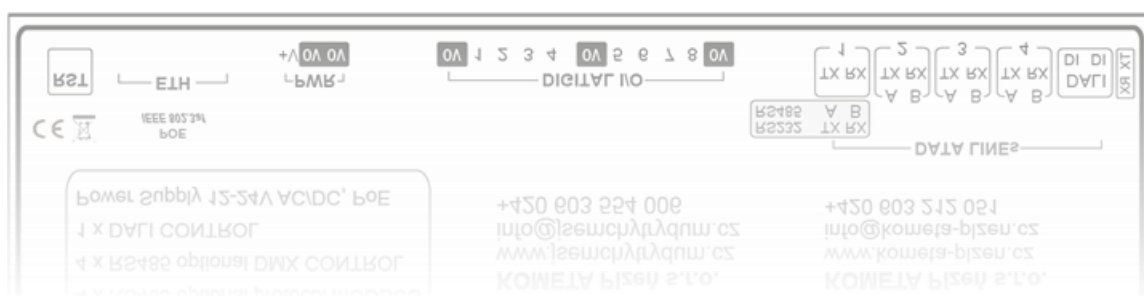 +V 0V 0V
0V 1 2 3 4 0V 5 6 7 8 0V
1 2 3 4
RST
ETH
PWR
DIGITAL I/O
TX RX TX RX TX RX TX RX
A B A B A B
DI DI
DALI
TX RX
RS485 A B
RS232 TX RX
DATA LINEs
CE
IEEE 802.3af
POE
Power Supply 12-24V AC/DC, PoE
1 x DALI CONTROL
4 x RS485 optional DMX CONTROL
+420 603 554 006
info@jsemchytrydum.cz
www.jsemchytrydum.cz
KOMETA Plzeň s.r.o.
+420 603 212 051
info@kometa-plzen.cz
www.kometa-plzen.cz
KOMETA Plzeň s.r.o.